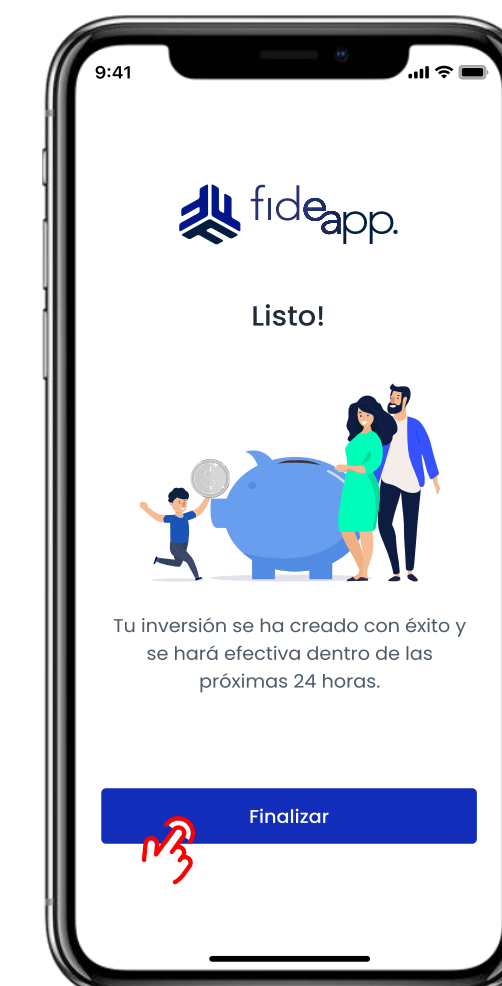 9:41
fideapp.
Listo!
$
Tu inversión se ha creado con éxito y
se hará efectiva dentro de las
próximas 24 horas.
Finalizar